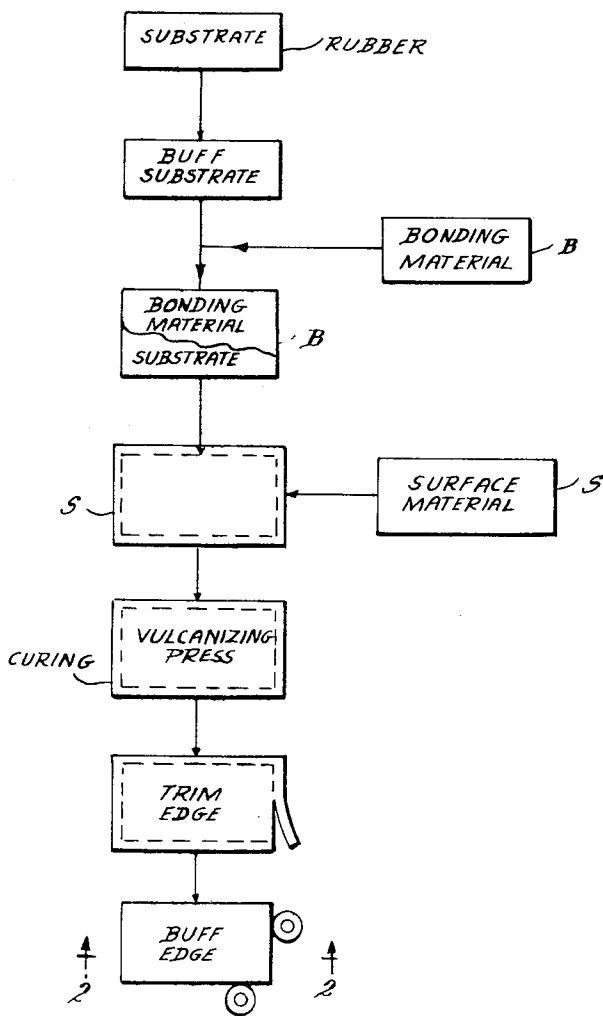 SUBSTRATE
RUBBER
BUFF
SUBSTRATE
BONDING
MATERIAL
B
BONDING
MATERIAL
SUBSTRATE
B
S
SURFACE
MATERIAL
S
VULCANIZING
PRESS
CURING
TRIM
EDGE
BUFF
EDGE
2
2